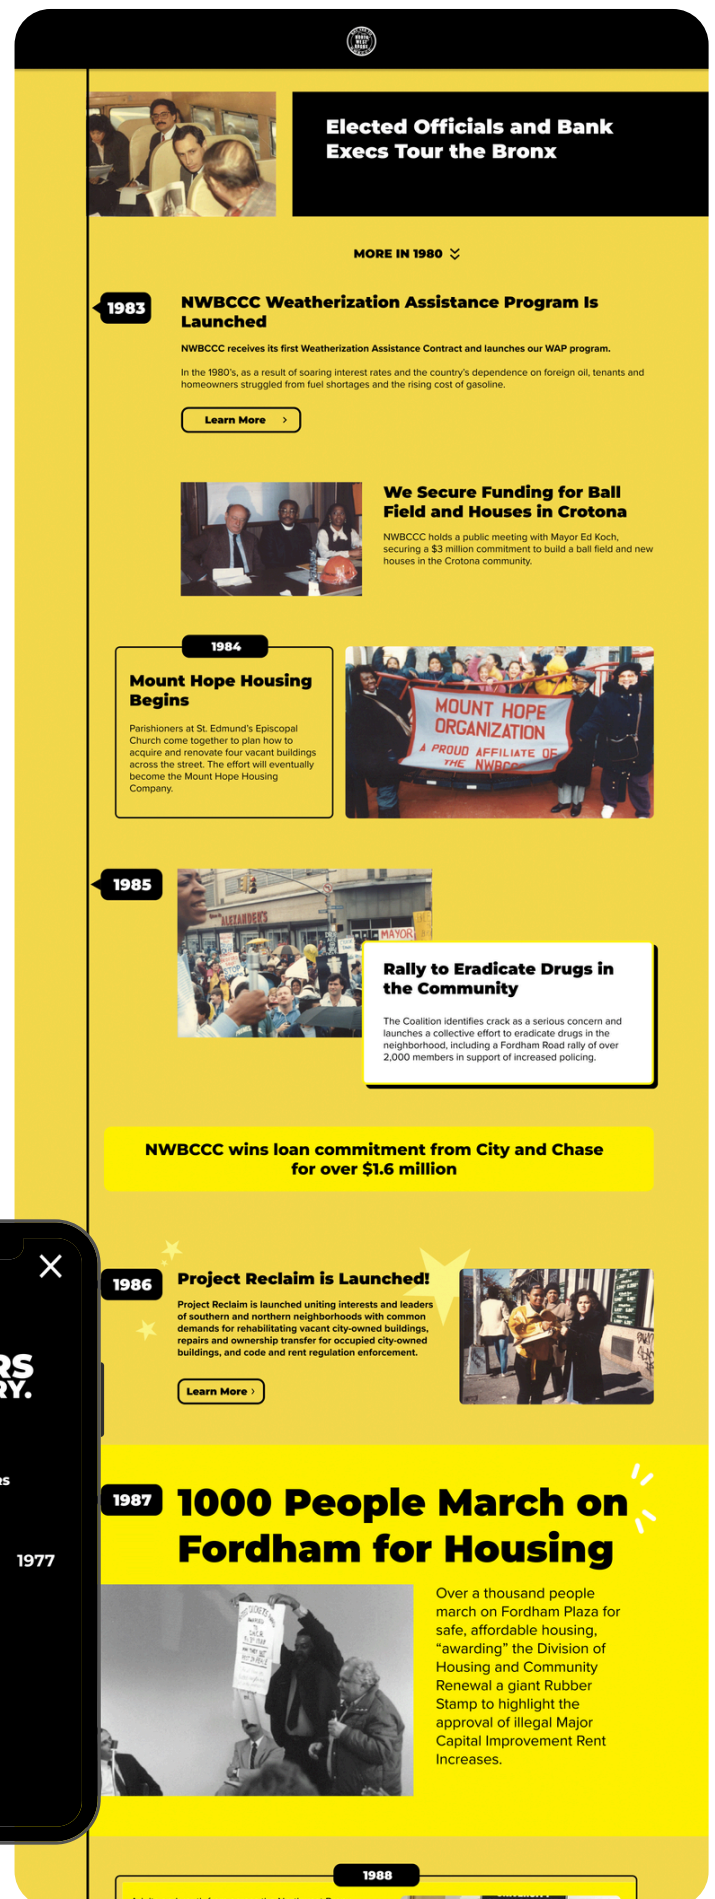 Elected Officials and Bank
Execs Tour the Bronx
MORE IN 1980
1983
NWBCCC Weatherization Assistance Program Is
Launched
NWBCCC receives its first Weatherization Assistance Contract and launches our WAP program.
In the 1980's, as a result of soaring interest rates and the country's dependence on foreign oil, tenants and
homeowners struggled from fuel shortages and the rising cost of gasoline.
Learn More
We Secure Funding for Ball
Field and Houses in Crotona
NWBCCC holds a public meeting with Mayor Ed Koch,
securing a $3 million commitment to build a ball field and new
houses in the Crotona community.
1984
Mount Hope Housing
Begins
Parishioners at St. Edmund's Episcopal
Church come together to plan how to
acquire and renovate four vacant buildings
across the street. The effort will eventually
become the Mount Hope Housing
Company.
MOUNT HOPE
ORGANIZATION
A PROUD AFFILIATE OF
THE NWBCCC
1985
ALEXANDER'S
MAYOR
Rally to Eradicate Drugs in
the Community
The Coalition identifies crack as a serious concern and
launches a collective effort to eradicate drugs in the
neighborhood, including a Fordham Road rally of over
2,000 members in support of increased policing.
NWBCCC wins loan commitment from City and Chase
for over $1.6 million
1986
Project Reclaim is Launched!
Project Reclaim is launched uniting interests and leaders
of southern and northern neighborhoods with common
demands for rehabilitating vacant city-owned buildings,
repairs and ownership transfer for occupied city-owned
buildings, and code and rent regulation enforcement.
Learn More
RS
RY.
RS
1977
1987
1000 People March on
Fordham for Housing
Over a thousand people
march on Fordham Plaza for
safe, affordable housing,
“awarding” the Division of
Housing and Community
Renewal a giant Rubber
Stamp to highlight the
approval of illegal Major
Capital Improvement Rent
Increases.
1988